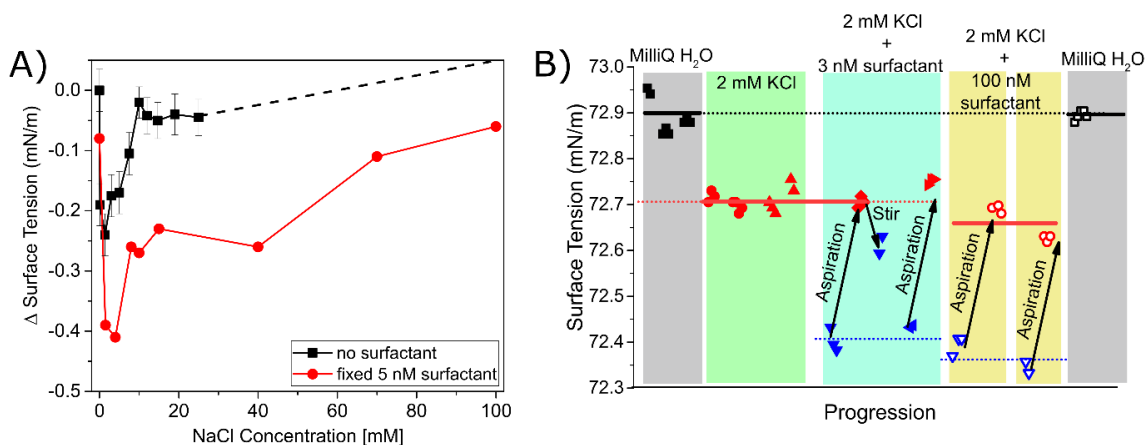 A)
Δ Surface Tension (mN/m)
0.0
-0.1
-0.2
-0.3
-0.4
-0.5
0
20
40
60
80
100
NaCl Concentration [mM]
no surfactant
fixed 5 nM surfactant
B)
Surface Tension (mN/m)
73.0
72.9
72.8
72.7
72.6
72.5
72.4
72.3
MilliQ H₂O
2 mM KCl
2 mM KCl
+
3 nM surfactant
2 mM KCl
+
100 nM
surfactant
MilliQ H₂O
Aspiration
Stir
Aspiration
Aspiration
Aspiration
Progression